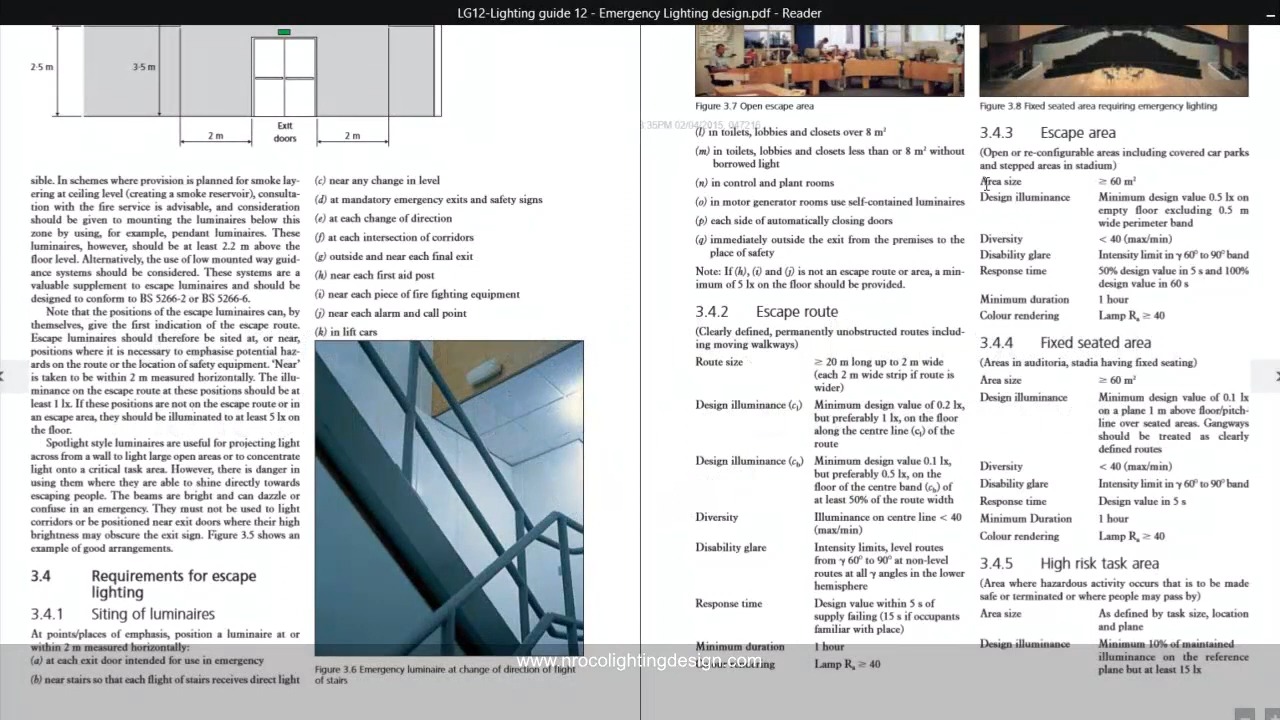 LG12-Lighting guide 12 - Emergency Lighting design.pdf - Reader
2·5 m
3·5 m
2 m
Exit
doors
2 m
sible. In schemes where provision is planned for smoke lay-
ering at ceiling level (creating a smoke reservoir), consulta-
tion with the fire service is advisable, and consideration
should be given to mounting the luminaires below this
zone by using, for example, pendant luminaires. These
luminaires, however, should be at least 2.2 m above the
floor level. Alternatively, the use of low mounted way guid-
ance systems should be considered. These systems are a
valuable supplement to escape luminaires and should be
designed to conform to BS 5266-2 or BS 5266-6.
Note that the positions of the escape luminaires can, by
themselves, give the first indication of the escape route.
Escape luminaires should therefore be sited at, or near,
positions where it is necessary to emphasise potential haz-
ards on the route or the location of safety equipment. 'Near'
is taken to be within 2 m measured horizontally. The illu-
minance on the escape route at these positions should be at
least 1 lx. If these positions are not on the escape route or in
an escape area, they should be illuminated to at least 5 lx on
the floor.
Spotlight style luminaires are useful for projecting light
across from a wall to light large open areas or to concentrate
light onto a critical task area. However, there is danger in
using them where they are able to shine directly towards
escaping people. The beams are bright and can dazzle or
confuse in an emergency. They must not be used to light
corridors or be positioned near exit doors where their high
brightness may obscure the exit sign. Figure 3.5 shows an
example of good arrangements.
3.4 Requirements for escape
lighting
3.4.1 Siting of luminaires
At points/places of emphasis, position a luminaire at or
within 2 m measured horizontally:
(a) at each exit door intended for use in emergency
(b) near stairs so that each flight of stairs receives direct light
(c) near any change in level
(d) at mandatory emergency exits and safety signs
(e) at each change of direction
(f) at each intersection of corridors
(g) outside and near each final exit
(h) near each first aid post
(i) near each piece of fire fighting equipment
(j) near each alarm and call point
(k) in lift cars
Figure 3.6 Emergency luminaire at change of direction of flight
of stairs
Figure 3.7 Open escape area
:35PM 02/04/2015, 047216
(l) in toilets, lobbies and closets over 8 m²
(m) in toilets, lobbies and closets less than or 8 m² without
borrowed light
(n) in control and plant rooms
(o) in motor generator rooms use self-contained luminaires
(p) each side of automatically closing doors
(q) immediately outside the exit from the premises to the
place of safety
Note: If (h), (i) and (j) is not an escape route or area, a min-
imum of 5 lx on the floor should be provided.
3.4.2 Escape route
(Clearly defined, permanently unobstructed routes includ-
ing moving walkways)
Route size ≥ 20 m long up to 2 m wide
(each 2 m wide strip if route is
wider)
Design illuminance (cl) Minimum design value of 0.2 lx,
but preferably 1 lx, on the floor
along the centre line (cl) of the
route
Design illuminance (cb) Minimum design value 0.1 lx,
but preferably 0.5 lx, on the
floor of the centre band (cb) of
at least 50% of the route width
Diversity Illuminance on centre line < 40
(max/min)
Disability glare Intensity limits, level routes
from γ 60° to 90° at non-level
routes at all γ angles in the lower
hemisphere
Response time Design value within 5 s of
supply failing (15 s if occupants
familiar with place)
Minimum duration 1 hour
Lamp Ra ≥ 40
Figure 3.8 Fixed seated area requiring emergency lighting
3.4.3 Escape area
(Open or re-configurable areas including covered car parks
and stepped areas in stadium)
Area size ≥ 60 m²
Design illuminance Minimum design value 0.5 lx on
empty floor excluding 0.5 m
wide perimeter band
Diversity < 40 (max/min)
Disability glare Intensity limit in γ 60° to 90° band
Response time 50% design value in 5 s and 100%
design value in 60 s
Minimum duration 1 hour
Colour rendering Lamp Ra ≥ 40
3.4.4 Fixed seated area
(Areas in auditoria, stadia having fixed seating)
Area size ≥ 60 m²
Design illuminance Minimum design value of 0.1 lx
on a plane 1 m above floor/pitch-
line over seated areas. Gangways
should be treated as clearly
defined routes
Diversity < 40 (max/min)
Disability glare Intensity limit in γ 60° to 90° band
Response time Design value in 5 s
Minimum Duration 1 hour
Colour rendering Lamp Ra ≥ 40
3.4.5 High risk task area
(Area where hazardous activity occurs that is to be made
safe or terminated or where people may pass by)
Area size As defined by task size, location
and plane
Design illuminance Minimum 10% of maintained
illuminance on the reference
plane but at least 15 lx
www.nrocolightingdesign.com